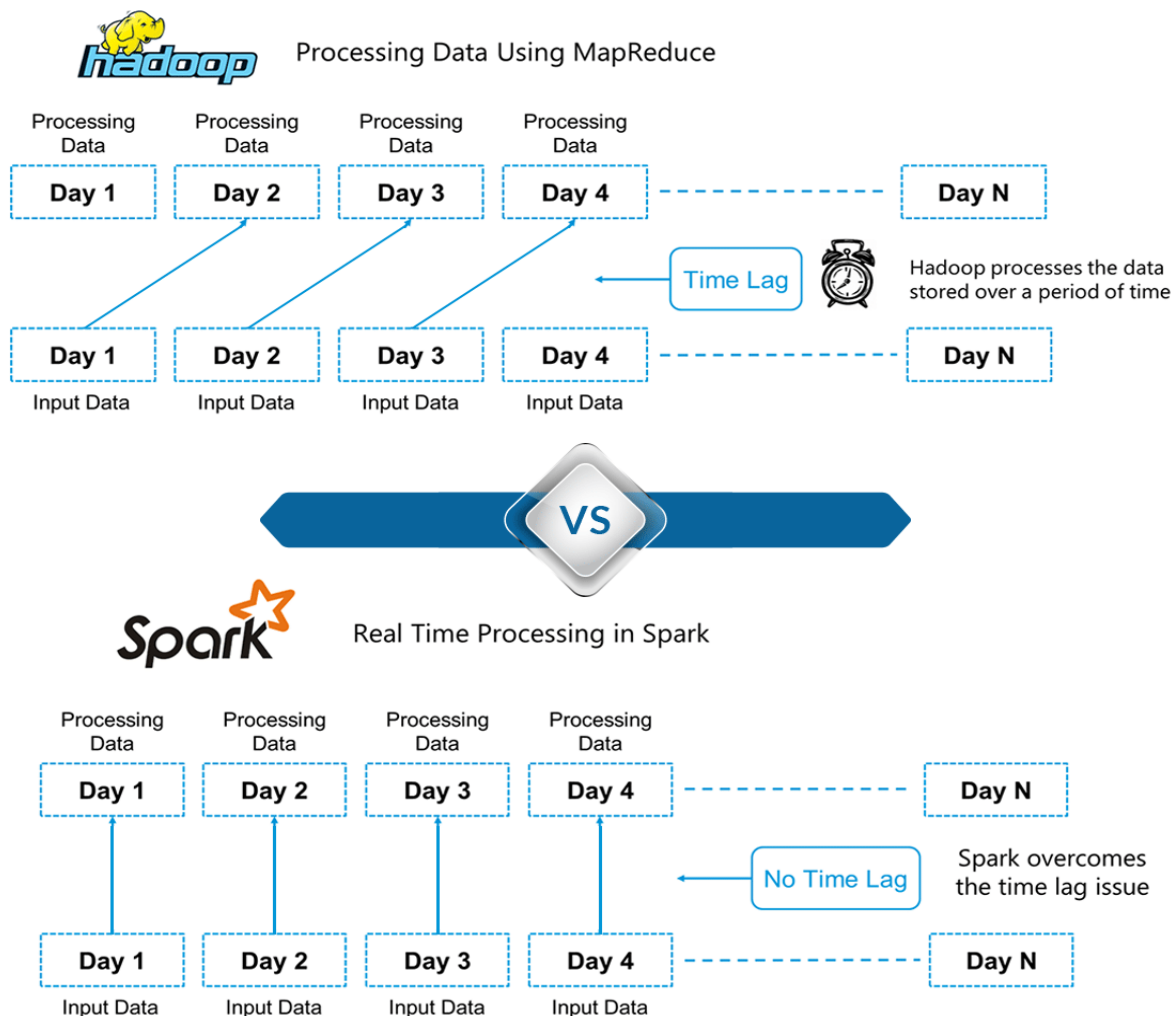 hadoop
Processing Data Using MapReduce
Processing
Data
Processing
Data
Processing
Data
Processing
Data
Day 1
Day 2
Day 3
Day 4
Day N
Time Lag
Hadoop processes the data
stored over a period of time
Day 1
Day 2
Day 3
Day 4
Day N
Input Data
Input Data
Input Data
Input Data
VS
Spark
Real Time Processing in Spark
Processing
Data
Processing
Data
Processing
Data
Processing
Data
Day 1
Day 2
Day 3
Day 4
Day N
No Time Lag
Spark overcomes
the time lag issue
Day 1
Day 2
Day 3
Day 4
Day N
Input Data
Input Data
Input Data
Input Data